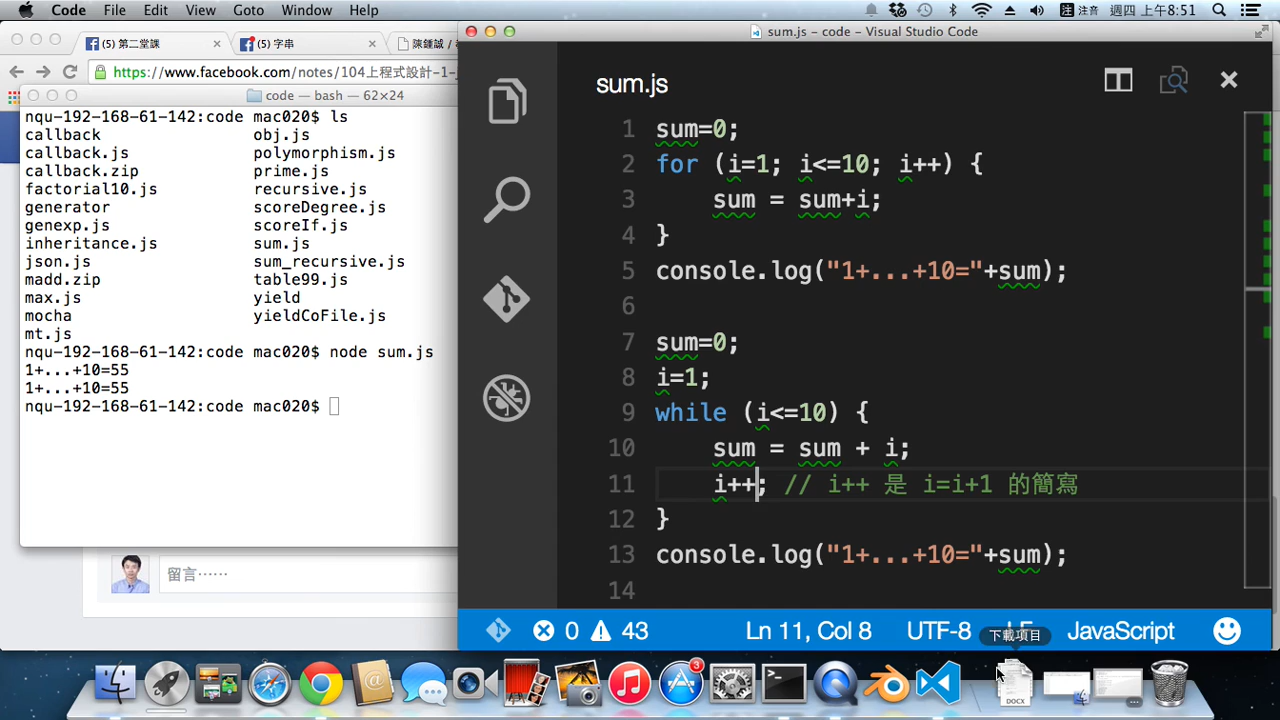 Code File Edit View Goto Window Help
注音 週四 上午8:51
(5) 第二堂課
(5) 字串
陳鍾誠 /
https://www.facebook.com/notes/104上程式設計-1-
code — bash — 62×24
nqu-192-168-61-142:code mac020$ ls
callback obj.js
callback.js polymorphism.js
callback.zip prime.js
factorial10.js recursive.js
generator scoreDegree.js
genexp.js scoreIf.js
inheritance.js sum.js
json.js sum_recursive.js
madd.zip table99.js
max.js yield
mocha yieldCoFile.js
mt.js
nqu-192-168-61-142:code mac020$ node sum.js
1+...+10=55
1+...+10=55
nqu-192-168-61-142:code mac020$
留言……
sum.js - code - Visual Studio Code
sum.js
1 sum=0;
2 for (i=1; i<=10; i++) {
3 sum = sum+i;
4 }
5 console.log("1+...+10="+sum);
6
7 sum=0;
8 i=1;
9 while (i<=10) {
10 sum = sum + i;
11 i++; // i++ 是 i=i+1 的簡寫
12 }
13 console.log("1+...+10="+sum);
14
0 43 Ln 11, Col 8 UTF-8 LF JavaScript
下載項目
3
DOCX